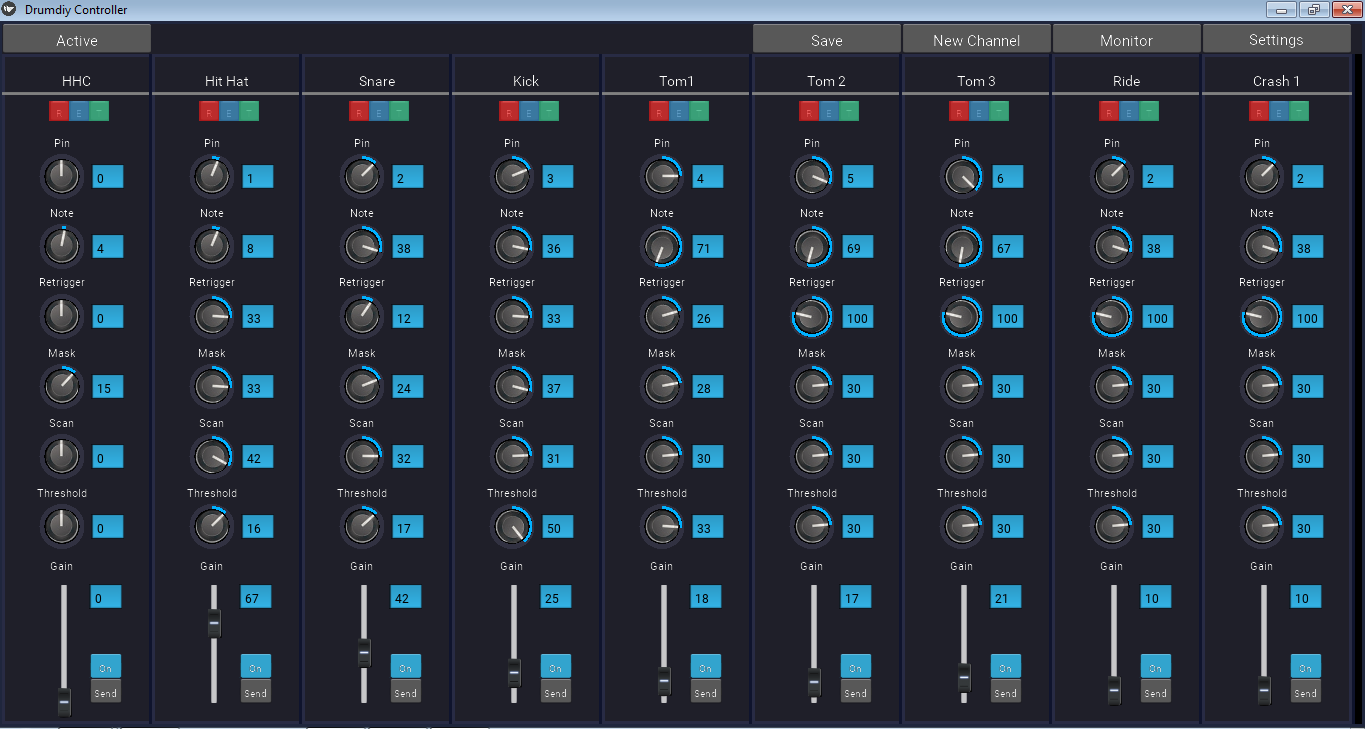 Drumdiy Controller
Active Save New Channel Monitor Settings
HHC Hit Hat Snare Kick Tom1 Tom 2 Tom 3 Ride Crash 1
R E T R E T R E T R E T R E T R E T R E T R E T R E T
Pin Pin Pin Pin Pin Pin Pin Pin Pin
0 1 2 3 4 5 6 2 2
Note Note Note Note Note Note Note Note Note
4 8 38 36 71 69 67 38 38
Retrigger Retrigger Retrigger Retrigger Retrigger Retrigger Retrigger Retrigger Retrigger
0 33 12 33 26 100 100 100 100
Mask Mask Mask Mask Mask Mask Mask Mask Mask
15 33 24 37 28 30 30 30 30
Scan Scan Scan Scan Scan Scan Scan Scan Scan
0 42 32 31 30 30 30 30 30
Threshold Threshold Threshold Threshold Threshold Threshold Threshold Threshold Threshold
0 16 17 50 33 30 30 30 30
Gain Gain Gain Gain Gain Gain Gain Gain Gain
0 67 42 25 18 17 21 10 10
On On On On On On On On On
Send Send Send Send Send Send Send Send Send